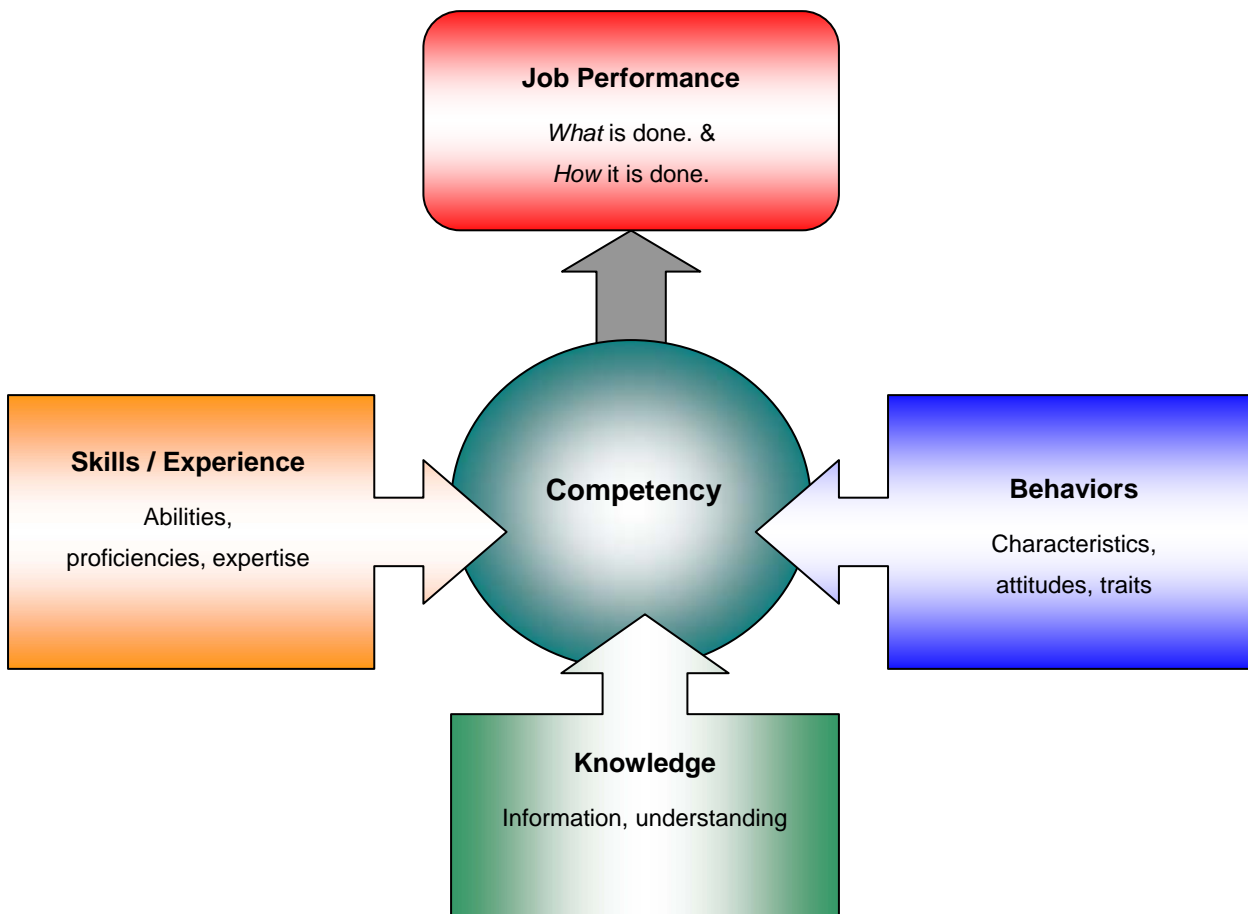 Job Performance
What is done. &
How it is done.
Skills / Experience
Abilities,
proficiencies, expertise
Competency
Behaviors
Characteristics,
attitudes, traits
Knowledge
Information, understanding